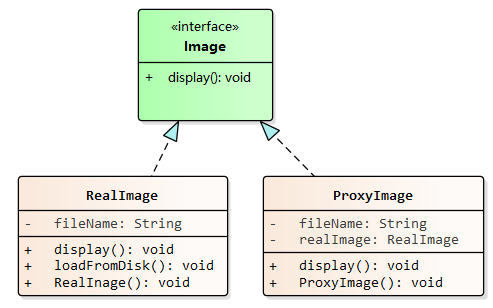 «interface»
Image
+ display(): void
RealImage
- fileName: String
+ display(): void
+ loadFromDisk(): void
+ RealInage(): void
ProxyImage
- fileName: String
- realImage: RealImage
+ display(): void
+ ProxyImage(): void